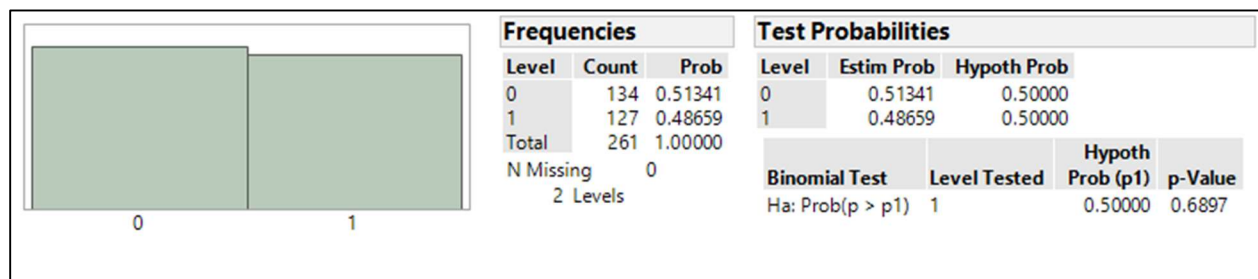 0 1
Frequencies
Level Count Prob
0 134 0.51341
1 127 0.48659
Total 261 1.00000
N Missing 0
2 Levels
Test Probabilities
Level Estim Prob Hypoth Prob
0 0.51341 0.50000
1 0.48659 0.50000
Hypoth
Binomial Test Level Tested Prob (p1) p-Value
Ha: Prob(p > p1) 1 0.50000 0.6897